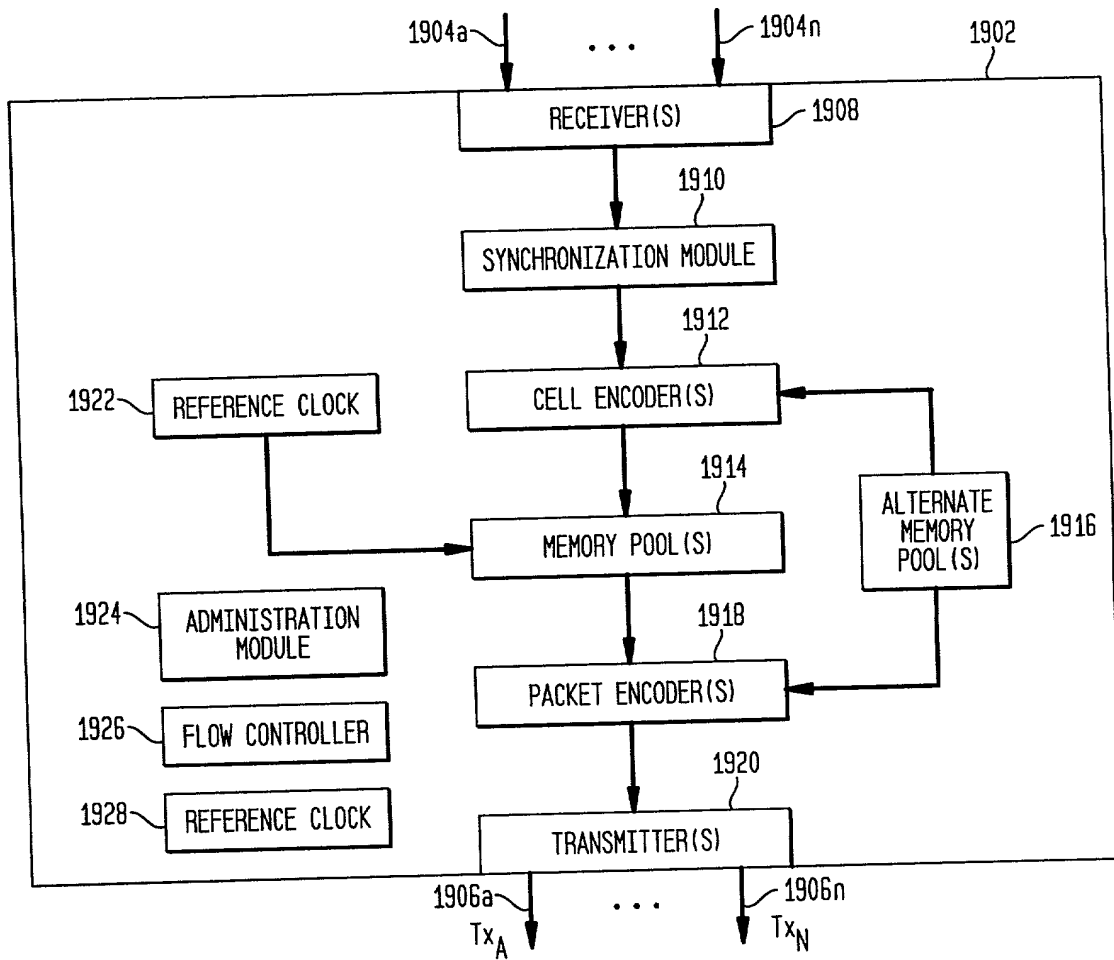 1904a
...
1904n
1902
RECEIVER(S)
1908
1910
SYNCHRONIZATION MODULE
1912
1922
REFERENCE CLOCK
CELL ENCODER(S)
1914
MEMORY POOL(S)
ALTERNATE
MEMORY
POOL(S)
1916
1924
ADMINISTRATION
MODULE
1918
PACKET ENCODER(S)
1926
FLOW CONTROLLER
1920
1928
REFERENCE CLOCK
TRANSMITTER(S)
1906a
...
1906n
TxA
TxN